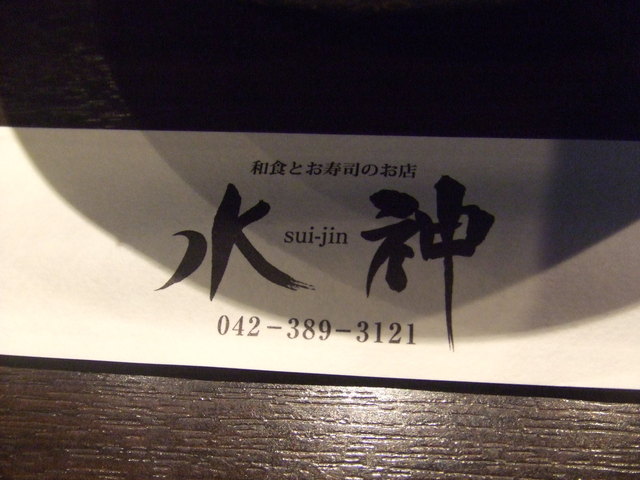 和食とお寿司のお店
水 sui-jin 神
042-389-3121